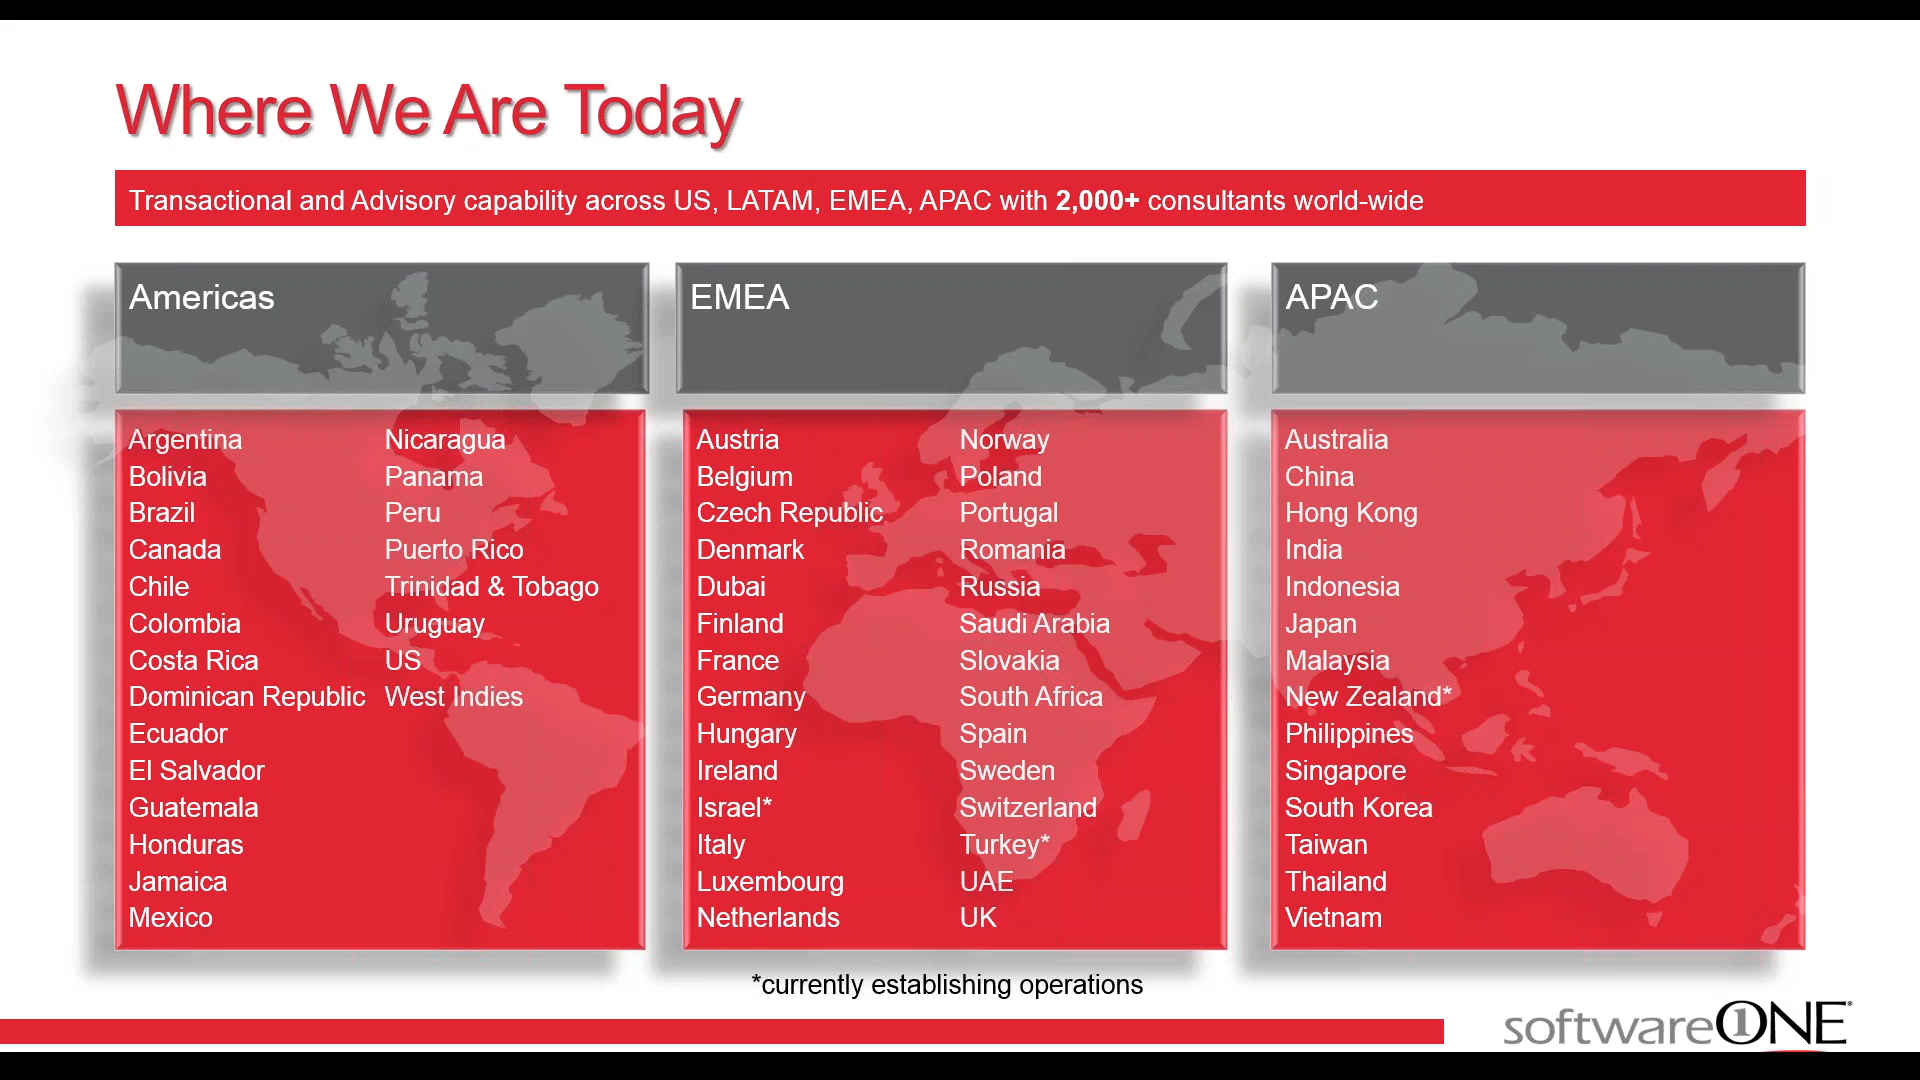 Where We Are Today
Transactional and Advisory capability across US, LATAM, EMEA, APAC with 2,000+ consultants world-wide
Americas
Argentina
Bolivia
Brazil
Canada
Chile
Colombia
Costa Rica
Dominican Republic
Ecuador
El Salvador
Guatemala
Honduras
Jamaica
Mexico
Nicaragua
Panama
Peru
Puerto Rico
Trinidad & Tobago
Uruguay
US
West Indies
EMEA
Austria
Belgium
Czech Republic
Denmark
Dubai
Finland
France
Germany
Hungary
Ireland
Israel*
Italy
Luxembourg
Netherlands
Norway
Poland
Portugal
Romania
Russia
Saudi Arabia
Slovakia
South Africa
Spain
Sweden
Switzerland
Turkey*
UAE
UK
APAC
Australia
China
Hong Kong
India
Indonesia
Japan
Malaysia
New Zealand*
Philippines
Singapore
South Korea
Taiwan
Thailand
Vietnam
*currently establishing operations
software1ONE®